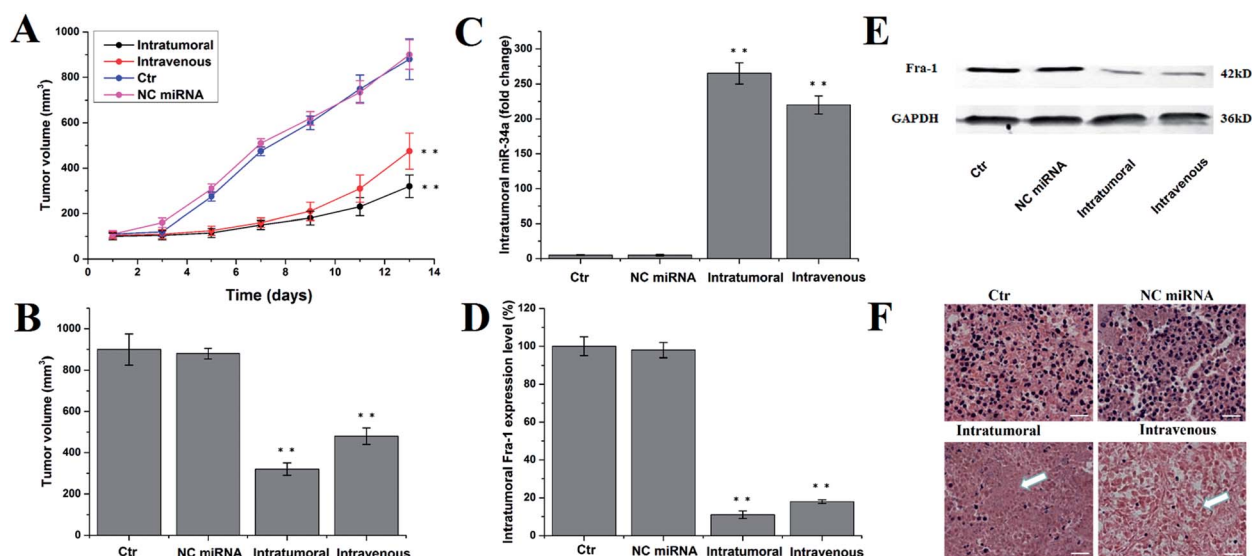 A
Intratumoral
Intravenous
Ctr
NC miRNA
Tumor volume (mm³)
1000
800
600
400
200
0 2 4 6 8 10 12 14
Time (days)
* *
* *
B
Tumor volume (mm³)
1000
800
600
400
200
Ctr NC miRNA Intratumoral Intravenous
* *
* *
C
Intratumoral miR-34a (fold change)
300
250
200
150
100
50
0
Ctr NC miRNA Intratumoral Intravenous
* *
* *
D
Intratumoral Fra-1 expression level (%)
120
100
80
60
40
20
0
Ctr NC miRNA Intratumoral Intravenous
* *
* *
E
Fra-1 42kD
GAPDH 36kD
Ctr NC miRNA Intratumoral Intravenous
F
Ctr NC miRNA
Intratumoral Intravenous